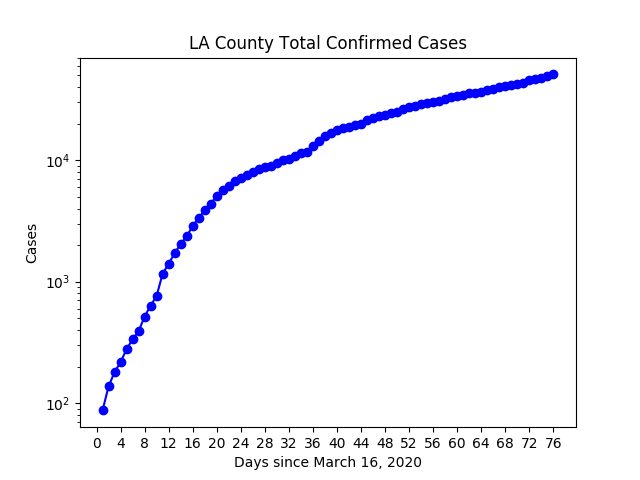 LA County Total Confirmed Cases
Cases
10^4
10^3
10^2
0 4 8 12 16 20 24 28 32 36 40 44 48 52 56 60 64 68 72 76
Days since March 16, 2020